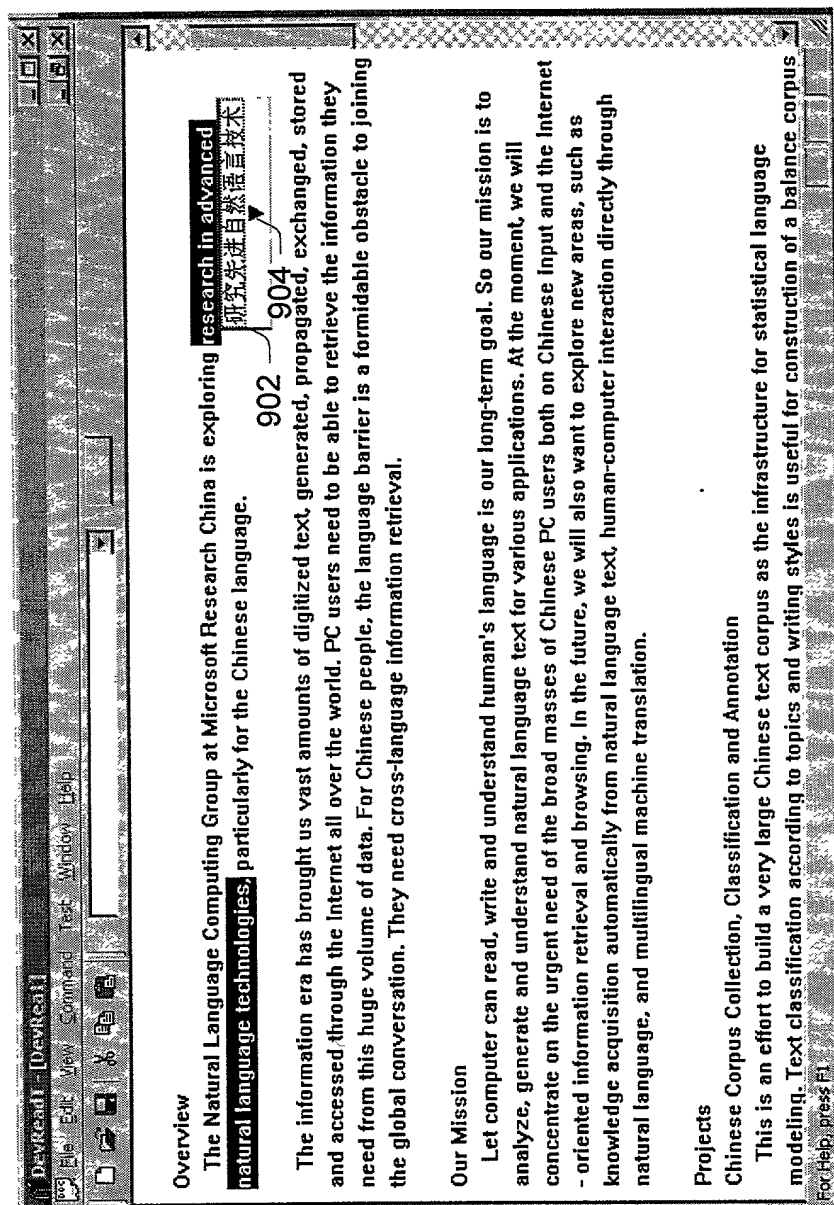 DevRead1 - [DevRea1]
File Edit View Command Test Window Help
Overview
The Natural Language Computing Group at Microsoft Research China is exploring research in advanced
研究先进自然语言技术
natural language technologies, particularly for the Chinese language.
902
904
The information era has brought us vast amounts of digitized text, generated, propagated, exchanged, stored
and accessed through the Internet all over the world. PC users need to be able to retrieve the information they
need from this huge volume of data. For Chinese people, the language barrier is a formidable obstacle to joining
the global conversation. They need cross-language information retrieval.
Our Mission
Let computer can read, write and understand human's language is our long-term goal. So our mission is to
analyze, generate and understand natural language text for various applications. At the moment, we will
concentrate on the urgent need of the broad masses of Chinese PC users both on Chinese input and the Internet
- oriented information retrieval and browsing. In the future, we will also want to explore new areas, such as
knowledge acquisition automatically from natural language text, human-computer interaction directly through
natural language, and multilingual machine translation.
Projects
Chinese Corpus Collection, Classification and Annotation
This is an effort to build a very large Chinese text corpus as the infrastructure for statistical language
modeling. Text classification according to topics and writing styles is useful for construction of a balance corpus
For Help, press F1